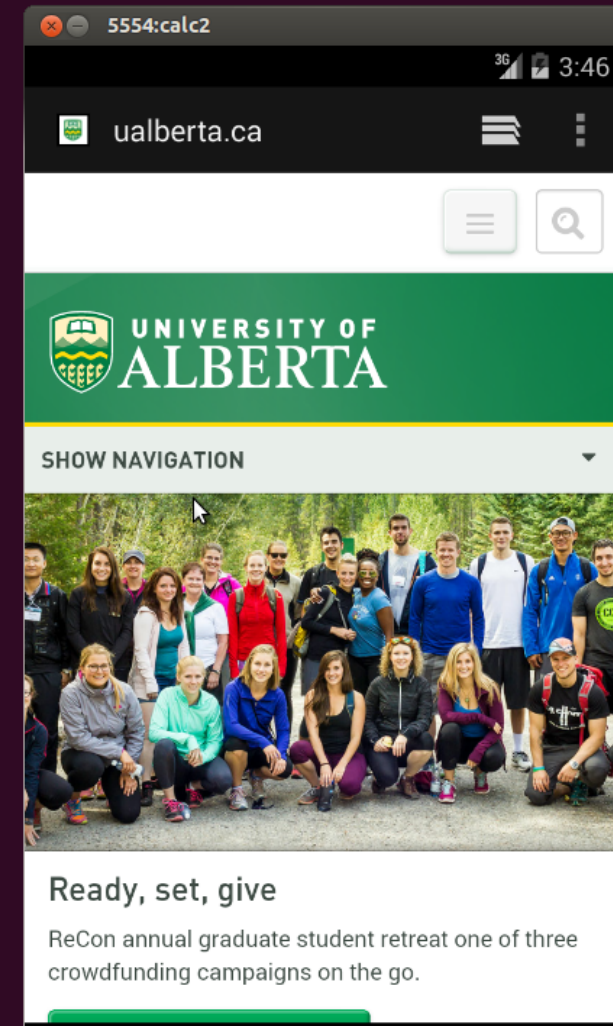 5554:calc2
3G 3:46
ualberta.ca
UNIVERSITY OF
ALBERTA
SHOW NAVIGATION
Ready, set, give
ReCon annual graduate student retreat one of three
crowdfunding campaigns on the go.